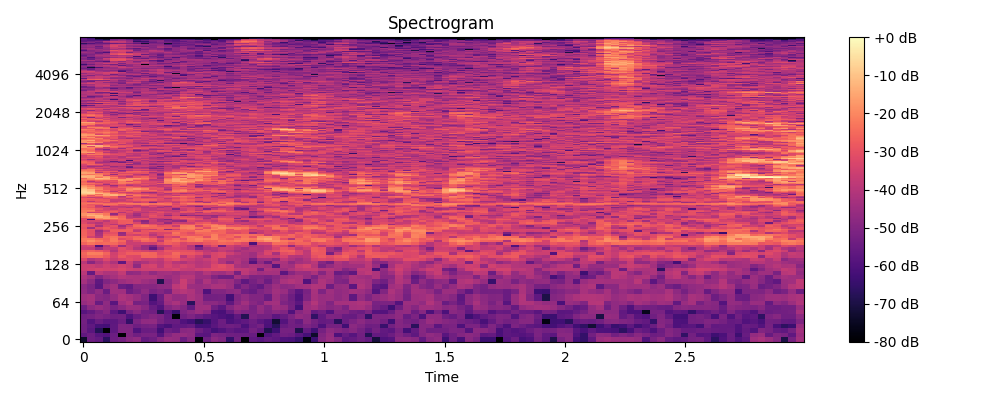 Spectrogram
Hz
4096
2048
1024
512
256
128
64
0
0 0.5 1 1.5 2 2.5
Time
+0 dB
-10 dB
-20 dB
-30 dB
-40 dB
-50 dB
-60 dB
-70 dB
-80 dB